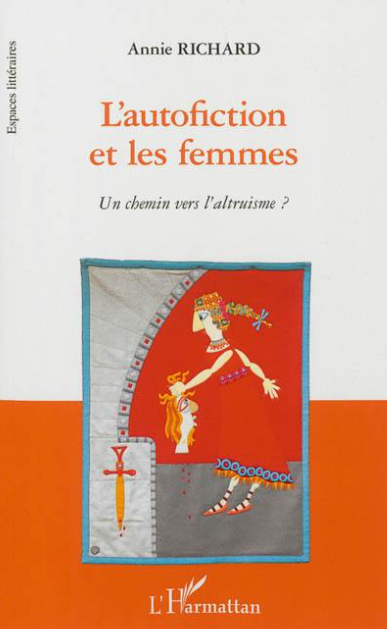 Espaces littéraires
Annie RICHARD
L'autofiction
et les femmes
Un chemin vers l'altruisme ?
L'Harmattan